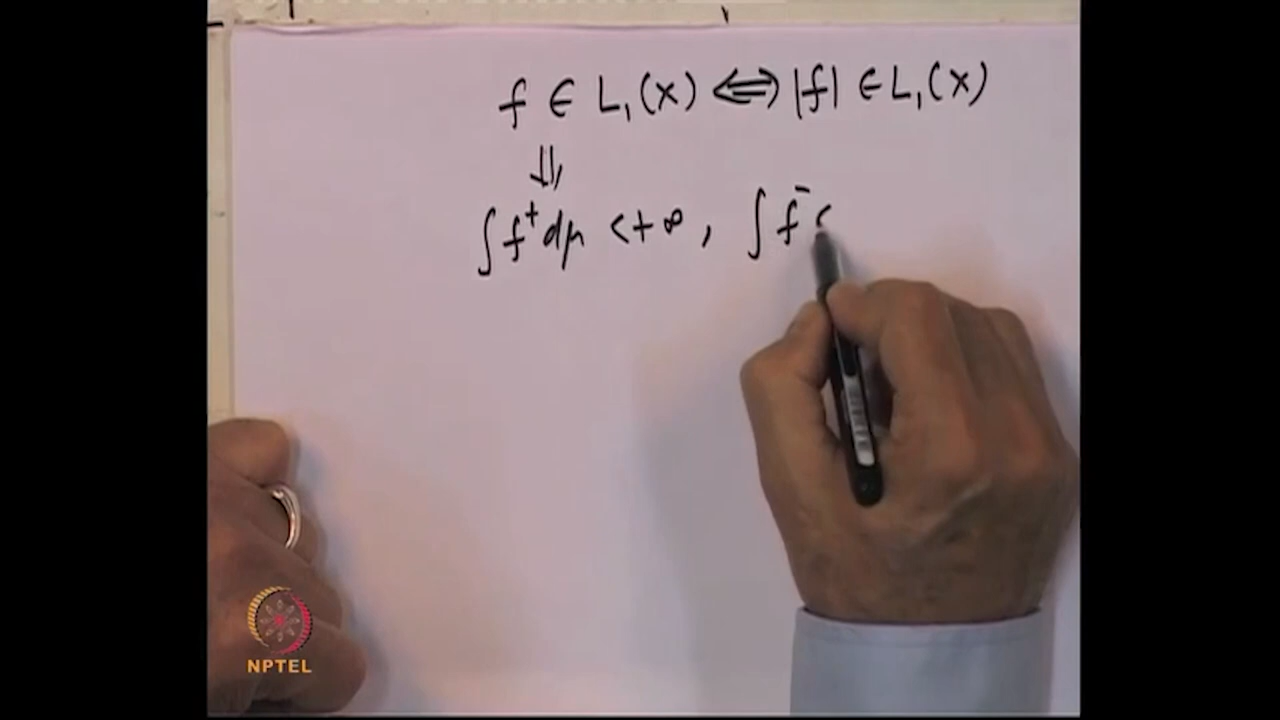 f ∈ L₁(X) ⟺ |f| ∈ L₁(X)
⇓
∫ f⁺ dμ < +∞ , ∫ f⁻
NPTEL